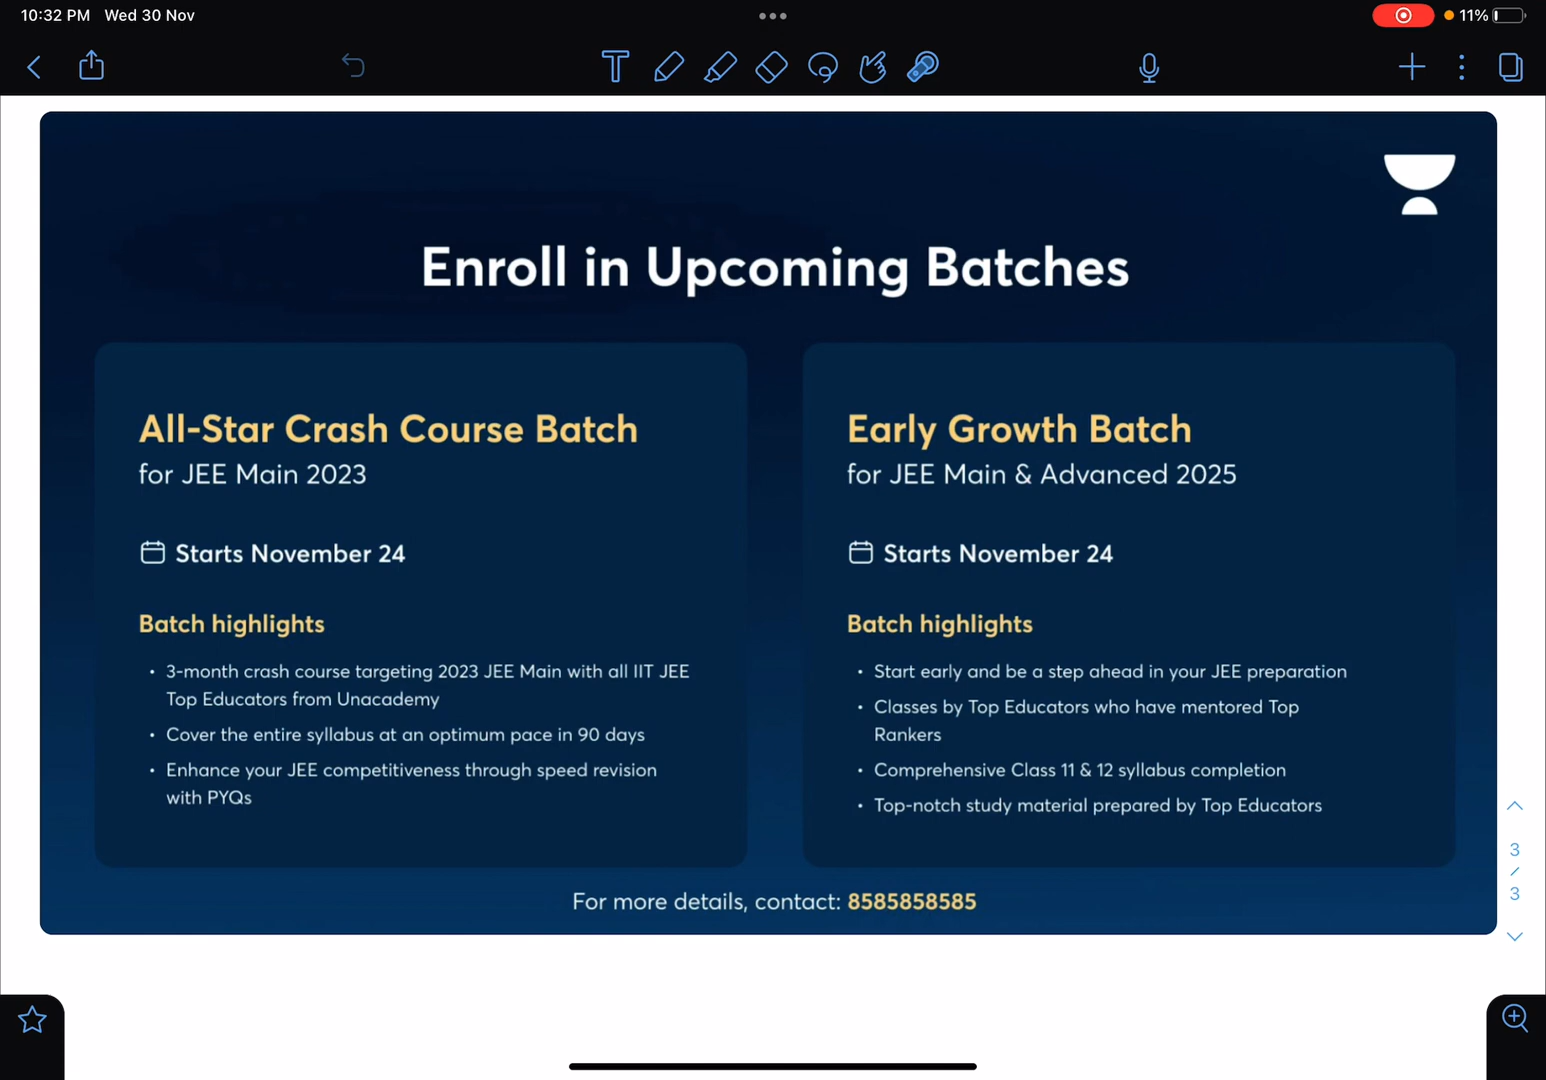 10:32 PM Wed 30 Nov
11%
Enroll in Upcoming Batches
All-Star Crash Course Batch
for JEE Main 2023
Starts November 24
Batch highlights
• 3-month crash course targeting 2023 JEE Main with all IIT JEE
Top Educators from Unacademy
• Cover the entire syllabus at an optimum pace in 90 days
• Enhance your JEE competitiveness through speed revision
with PYQs
Early Growth Batch
for JEE Main & Advanced 2025
Starts November 24
Batch highlights
• Start early and be a step ahead in your JEE preparation
• Classes by Top Educators who have mentored Top
Rankers
• Comprehensive Class 11 & 12 syllabus completion
• Top-notch study material prepared by Top Educators
For more details, contact: 8585858585
3
/
3